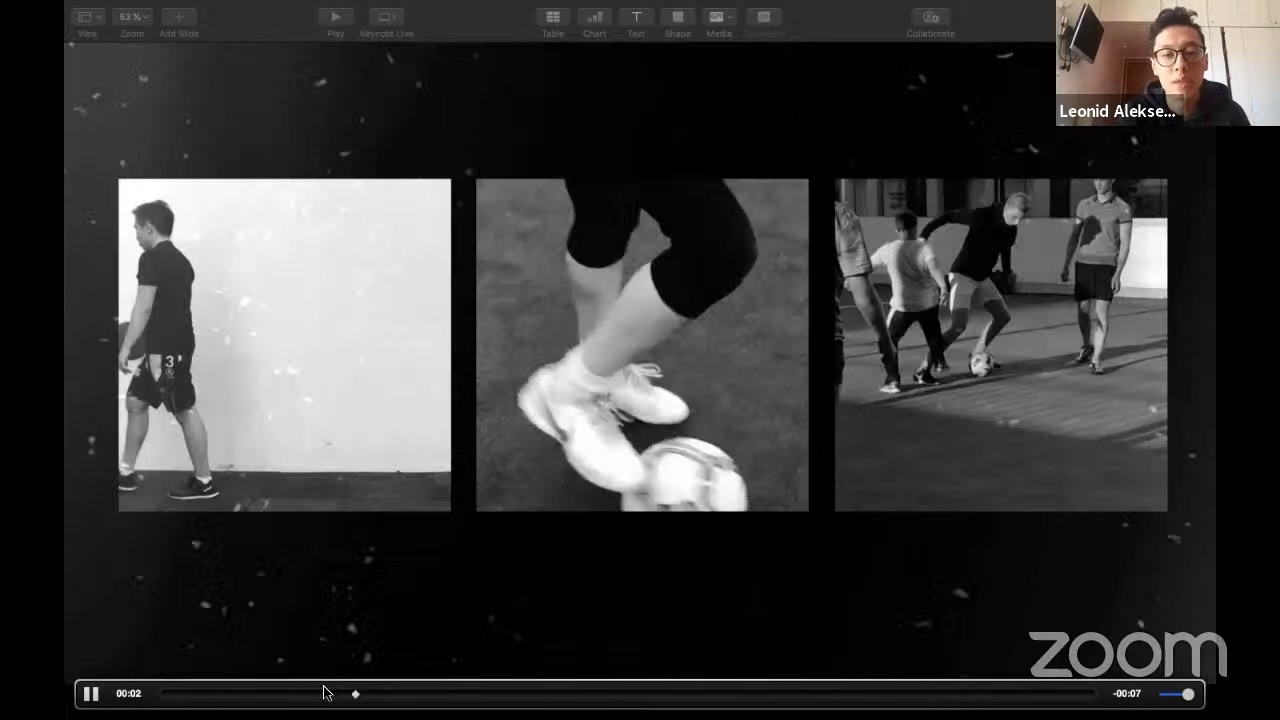 53 %
View
Zoom
Add Slide
Play
Keynote Live
Table
Chart
Text
Shape
Media
Collaborate
Leonid Alekse...
3
zoom
00:02
-00:07